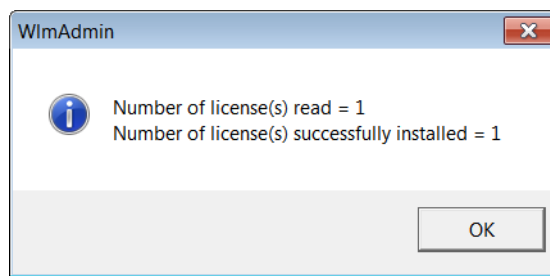 WlmAdmin
Number of license(s) read = 1
Number of license(s) successfully installed = 1
OK